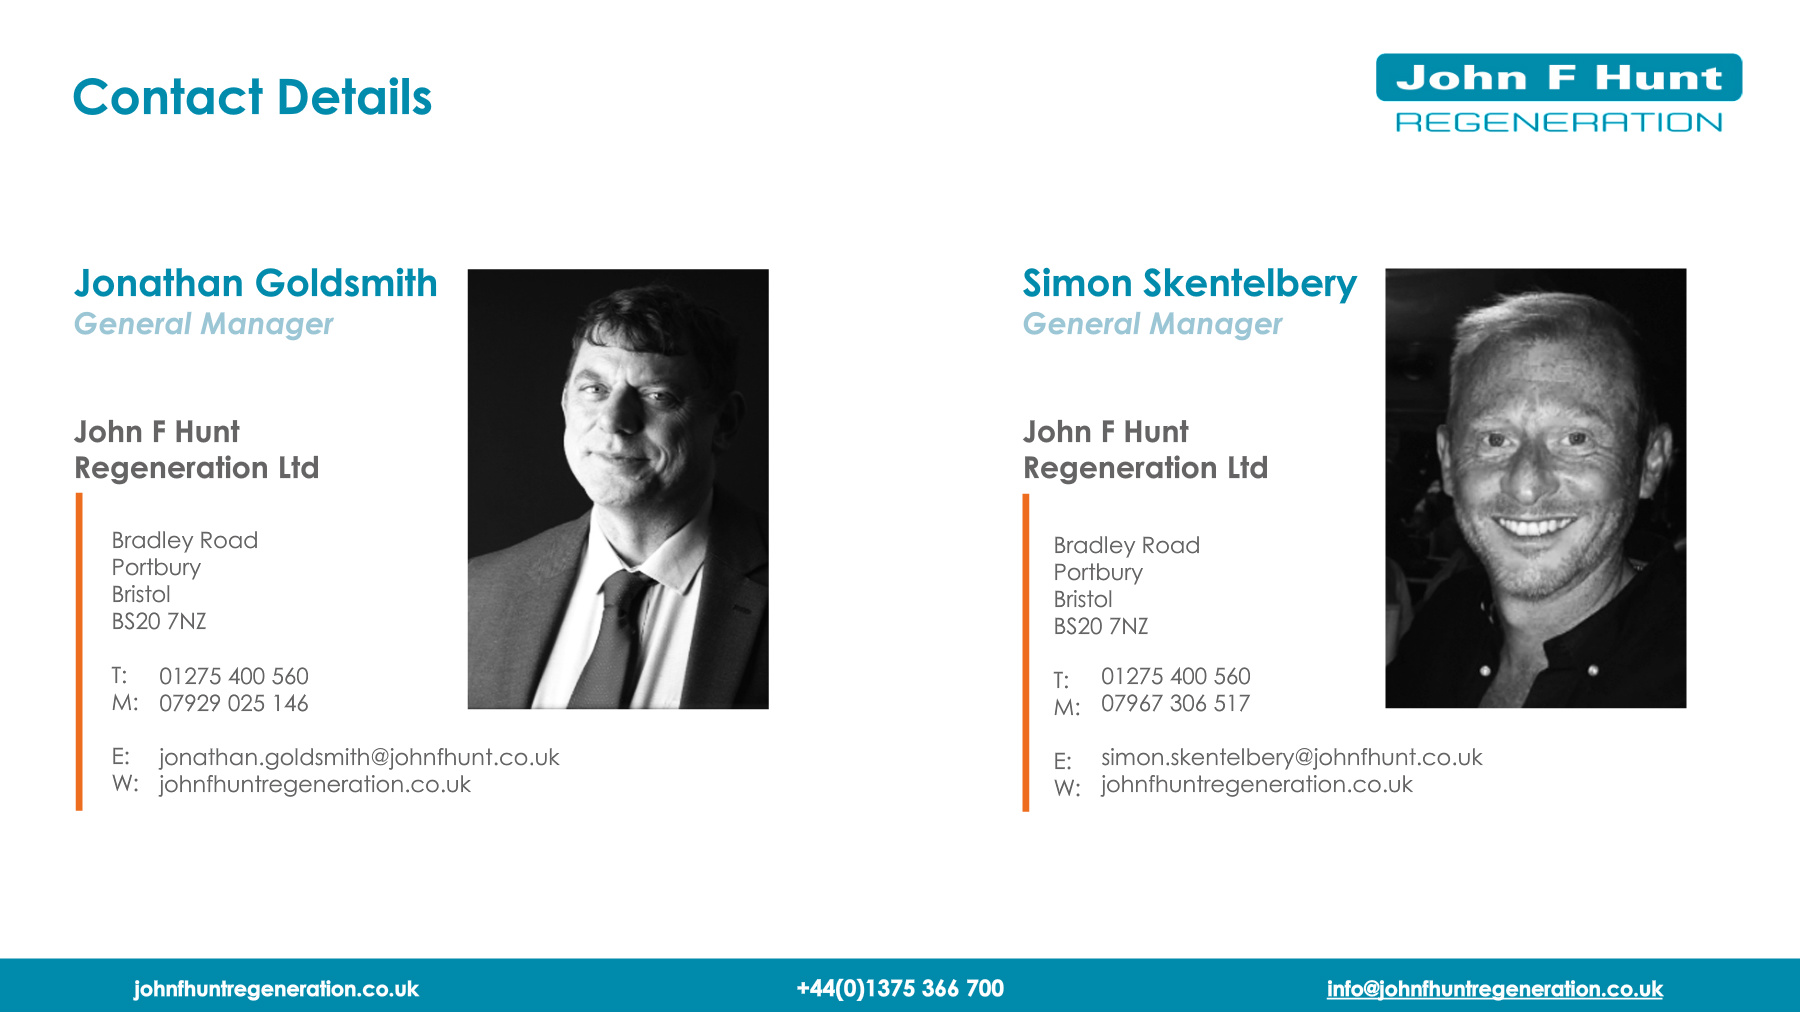 Contact Details
John F Hunt
REGENERATION
Jonathan Goldsmith
General Manager
John F Hunt
Regeneration Ltd
Bradley Road
Portbury
Bristol
BS20 7NZ
T: 01275 400 560
M: 07929 025 146
E: jonathan.goldsmith@johnfhunt.co.uk
W: johnfhuntregeneration.co.uk
Simon Skentelbery
General Manager
John F Hunt
Regeneration Ltd
Bradley Road
Portbury
Bristol
BS20 7NZ
T: 01275 400 560
M: 07967 306 517
E: simon.skentelbery@johnfhunt.co.uk
W: johnfhuntregeneration.co.uk
johnfhuntregeneration.co.uk
+44(0)1375 366 700
info@johnfhuntregeneration.co.uk